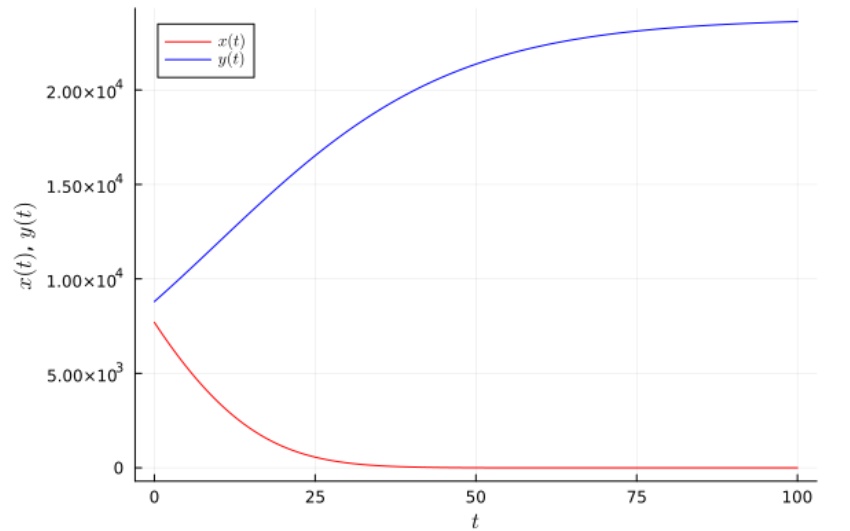 x(t)
y(t)
2.00×10⁴
1.50×10⁴
1.00×10⁴
5.00×10³
0
x(t), y(t)
0 25 50 75 100
t